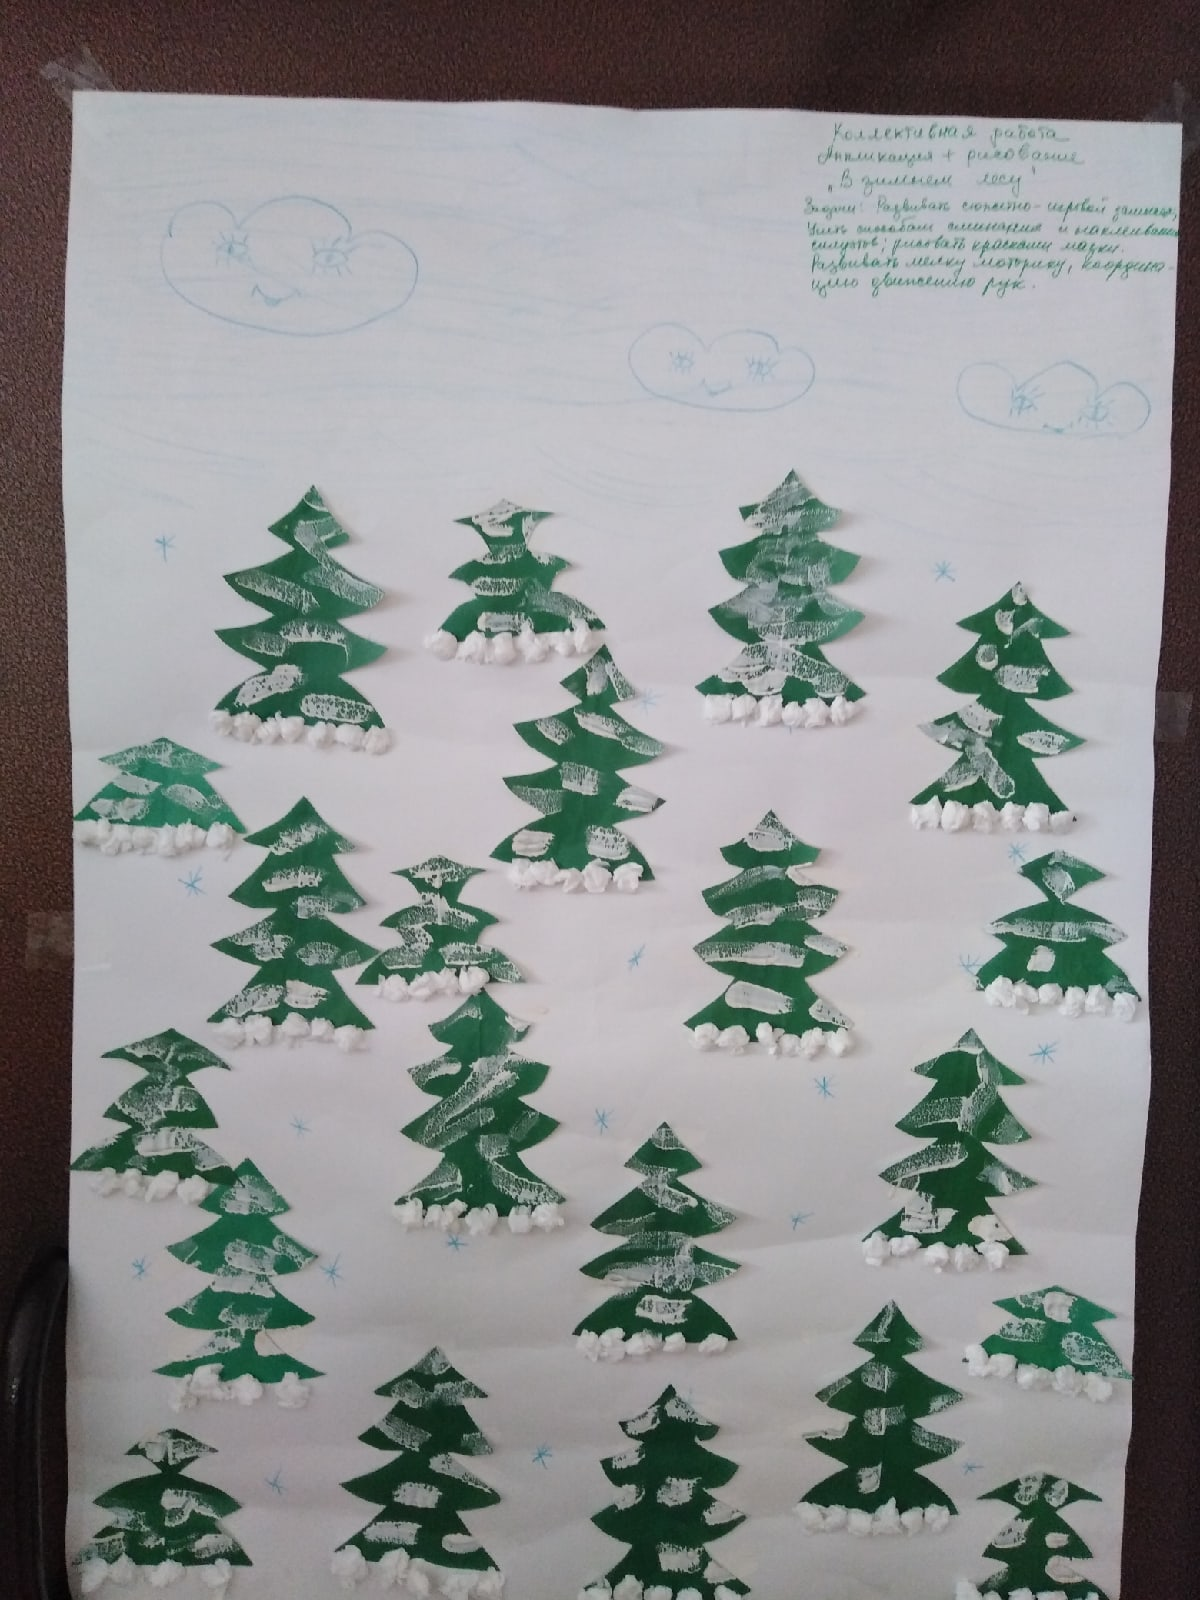 Коллективная работа
Аппликация + рисование
„В зимнем лесу"
Задачи: Развивать сюжетно-игровой замысел,
Учить способам сминания и наклеивания
силуэтов; рисовать красками мазки.
Развивать мелку моторику, координа-
цию движению рук.